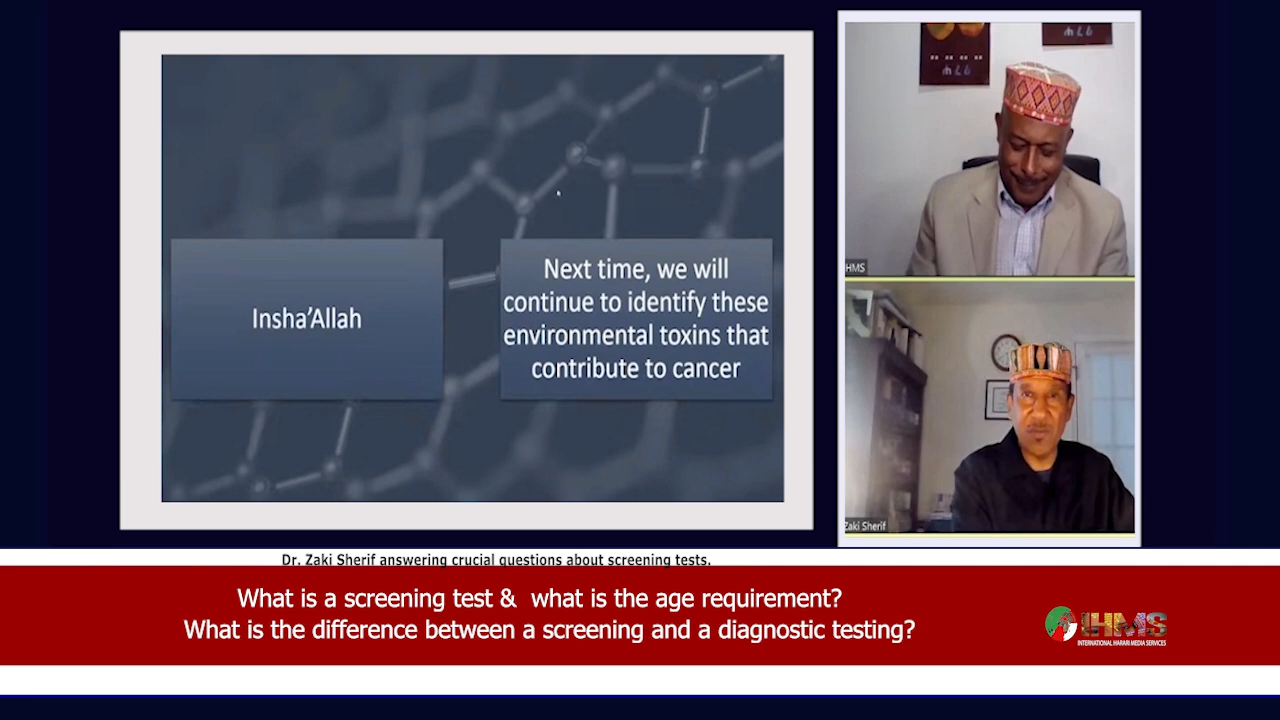 Insha’Allah
Next time, we will
continue to identify these
environmental toxins that
contribute to cancer
ሐ ረ ሪ
ሐ ረ ሪ
HMS
Zaki Sherif
Dr. Zaki Sherif answering crucial questions about screening tests.
What is a screening test & what is the age requirement?
What is the difference between a screening and a diagnostic testing?
IHMS
INTERNATIONAL HARARI MEDIA SERVICES